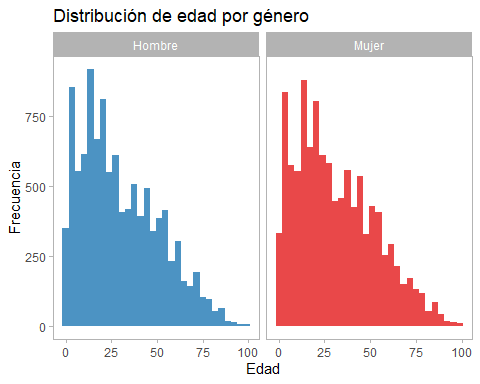 Distribución de edad por género
Hombre
Mujer
Frecuencia
750
500
250
0
0 25 50 75 100
0 25 50 75 100
Edad